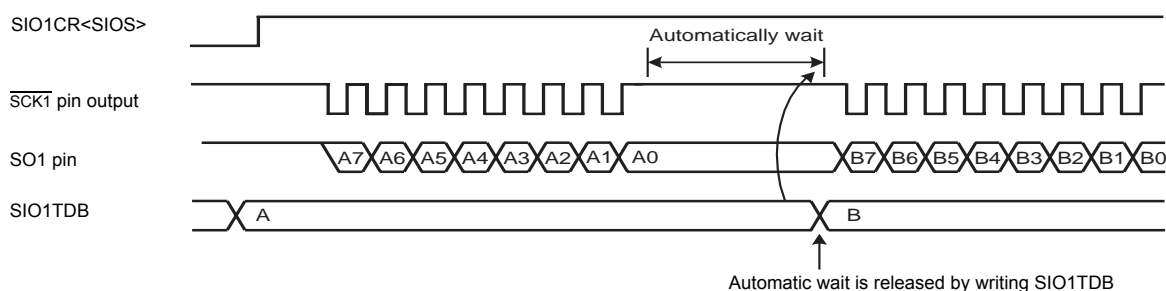 SIO1CR<SIOS>
Automatically wait
SCK1 pin output
SO1 pin
A7 A6 A5 A4 A3 A2 A1 A0 B7 B6 B5 B4 B3 B2 B1 B0
SIO1TDB
A B
Automatic wait is released by writing SIO1TDB